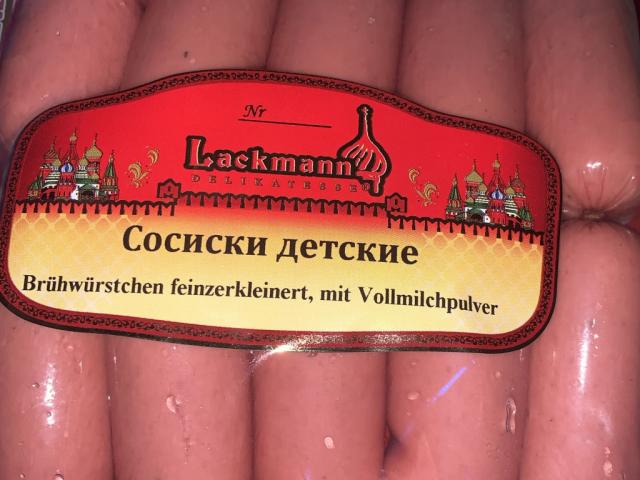 Nr
Lackmann
DELIKATESSEN
Сосиски детские
Brühwürstchen feinzerkleinert, mit Vollmilchpulver